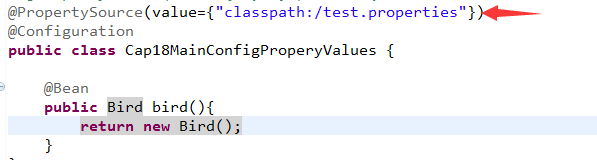 @PropertySource(value={"classpath:/test.properties"})
@Configuration
public class Cap18MainConfigProperyValues {
@Bean
public Bird bird(){
return new Bird();
}